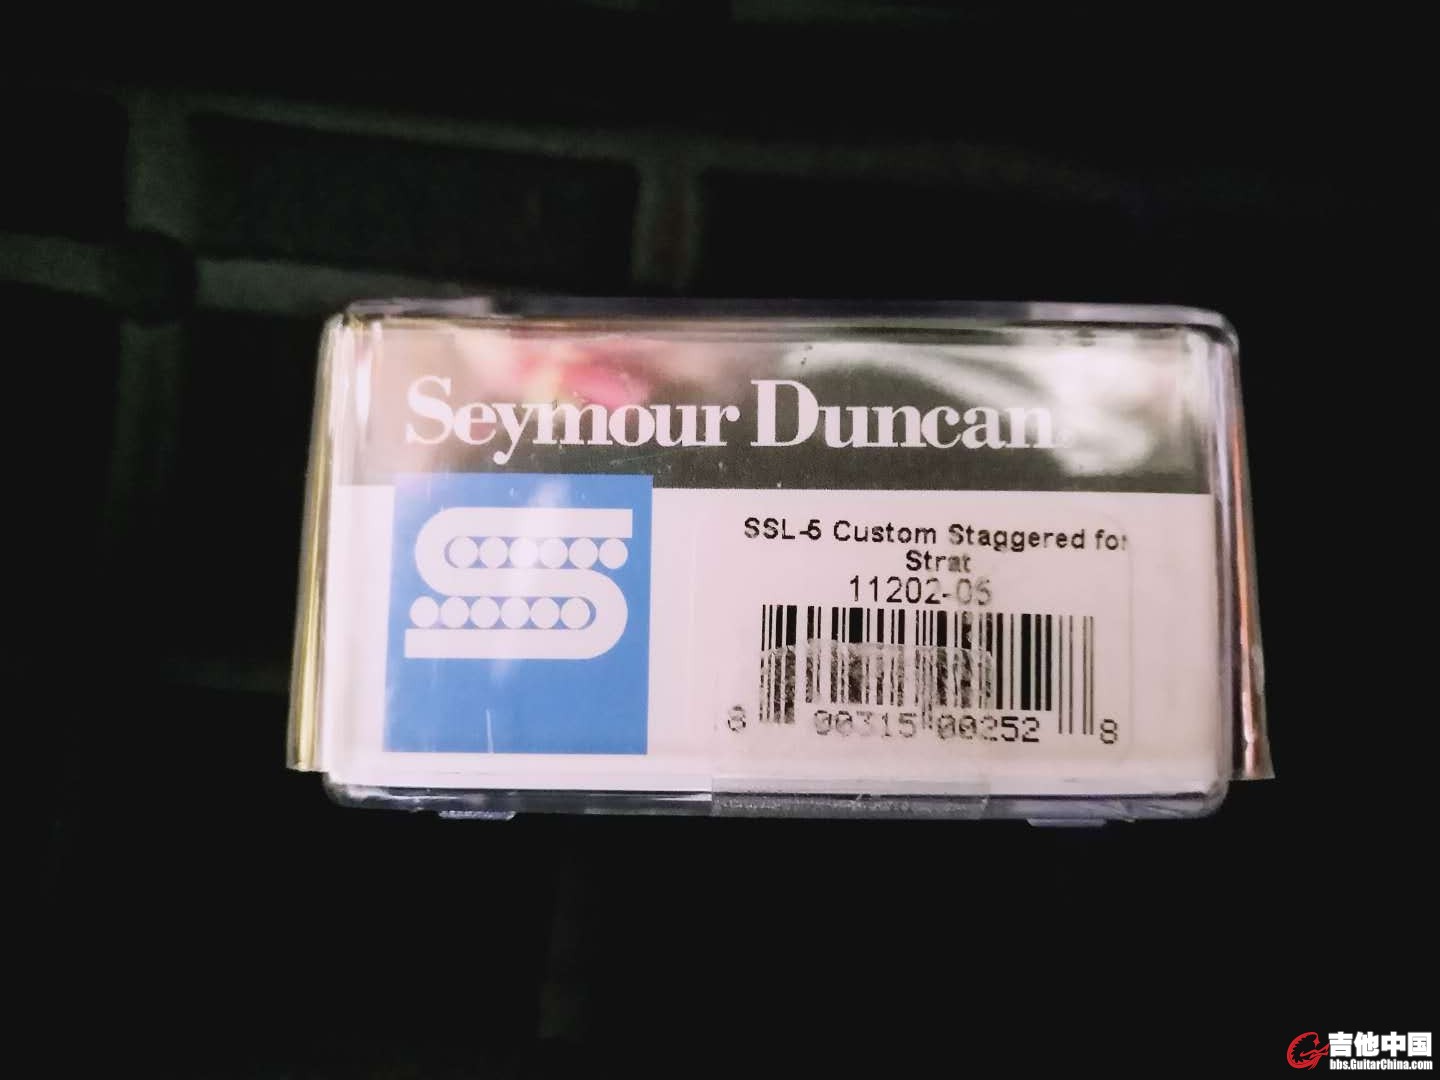 Seymour Duncan
SSL-5 Custom Staggered for
Strat
11202-05
8 00315 00252 8
吉他中国
bbs.GuitarChina.com